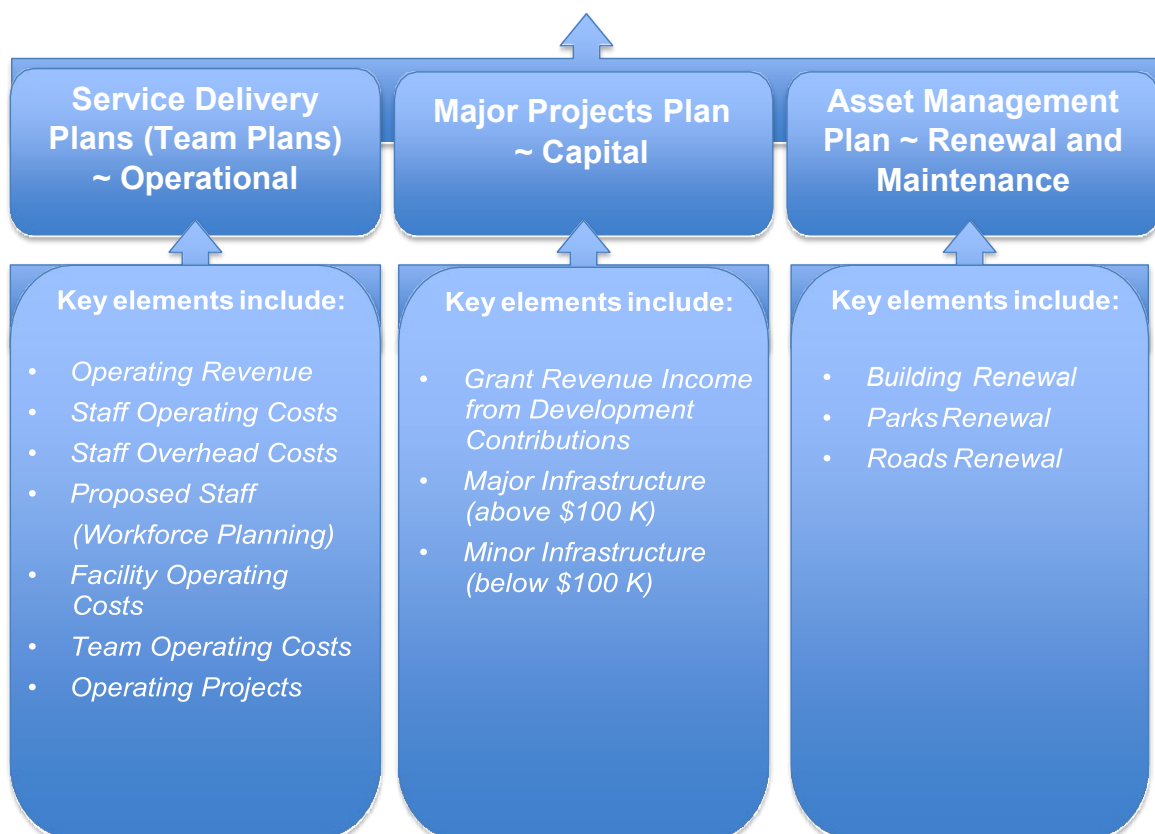 Service Delivery
Plans (Team Plans)
~ Operational
Major Projects Plan
~ Capital
Asset Management
Plan ~ Renewal and
Maintenance
Key elements include:
• Operating Revenue
• Staff Operating Costs
• Staff Overhead Costs
• Proposed Staff
(Workforce Planning)
• Facility Operating
Costs
• Team Operating Costs
• Operating Projects
Key elements include:
• Grant Revenue Income
from Development
Contributions
• Major Infrastructure
(above $100 K)
• Minor Infrastructure
(below $100 K)
Key elements include:
• Building Renewal
• Parks Renewal
• Roads Renewal